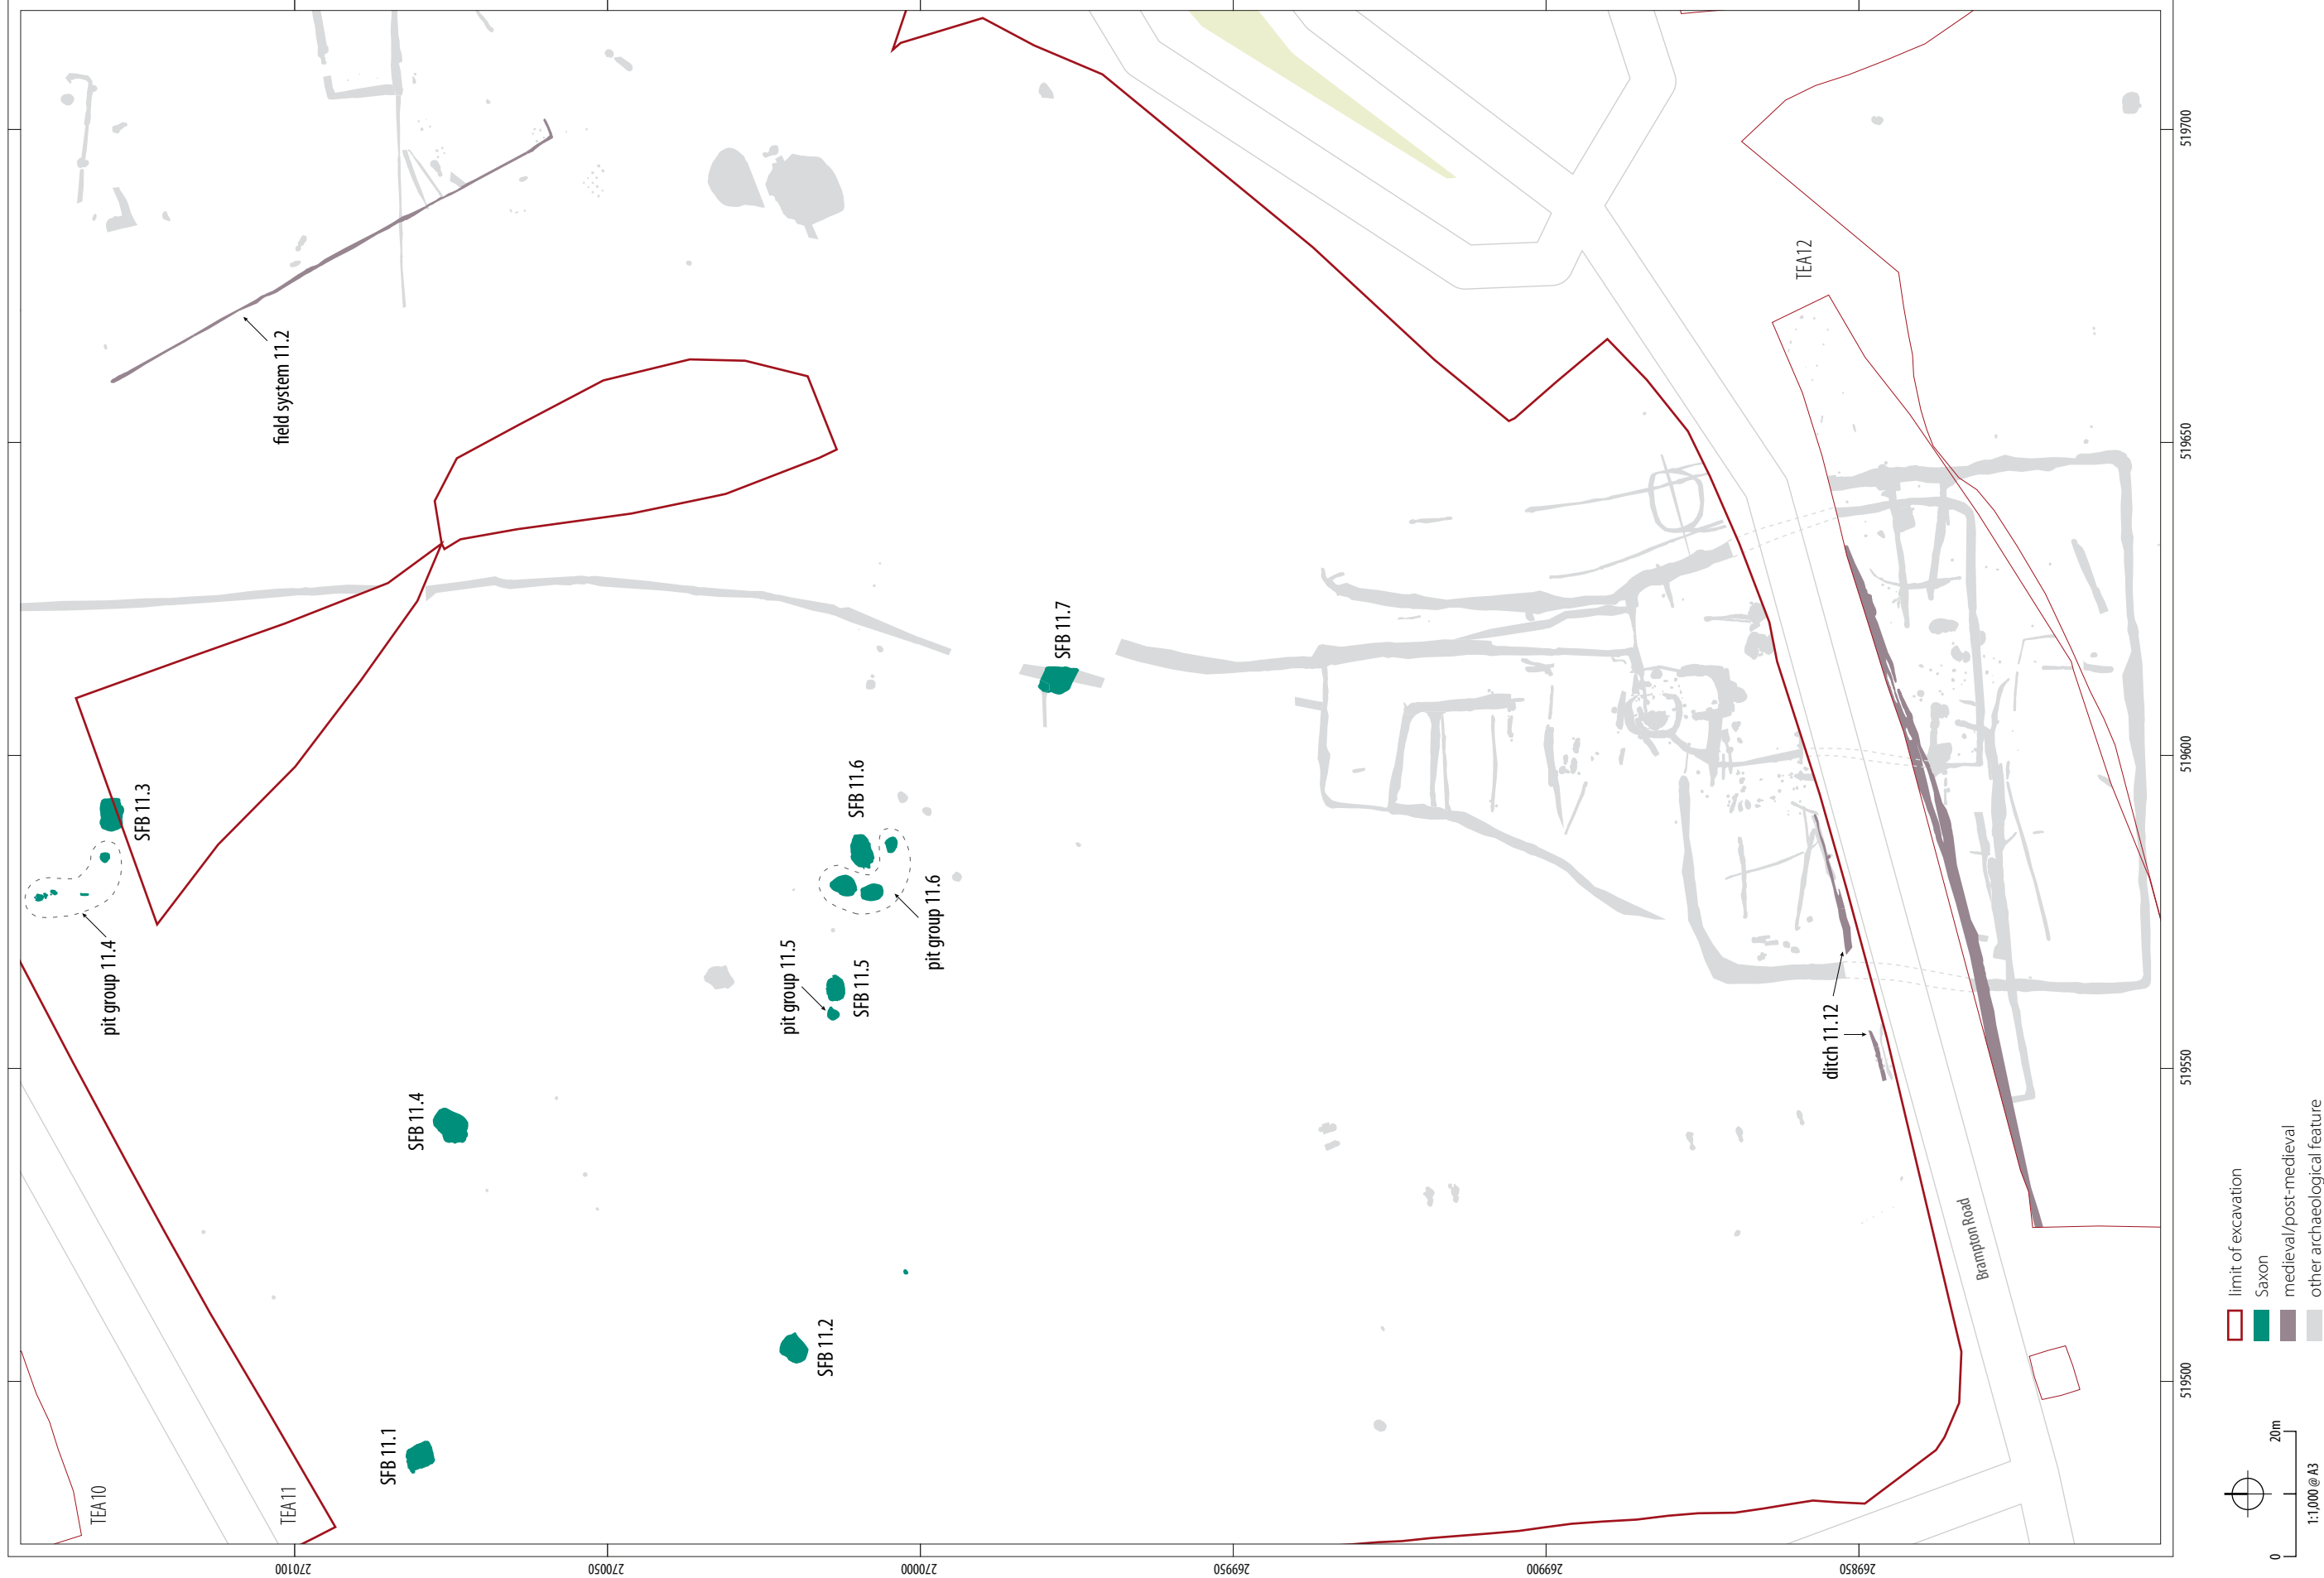 TEA10
TEA11
TEA12
field system 11.2
SFB 11.3
pit group 11.4
SFB 11.7
SFB 11.6
pit group 11.6
pit group 11.5
SFB 11.5
SFB 11.4
SFB 11.2
SFB 11.1
ditch 11.12
Brampton Road
519700
519650
519600
519550
519500
270100
270050
270000
269950
269900
269850
limit of excavation
Saxon
medieval/post-medieval
other archaeological feature
0 20m
1:1,000 @ A3